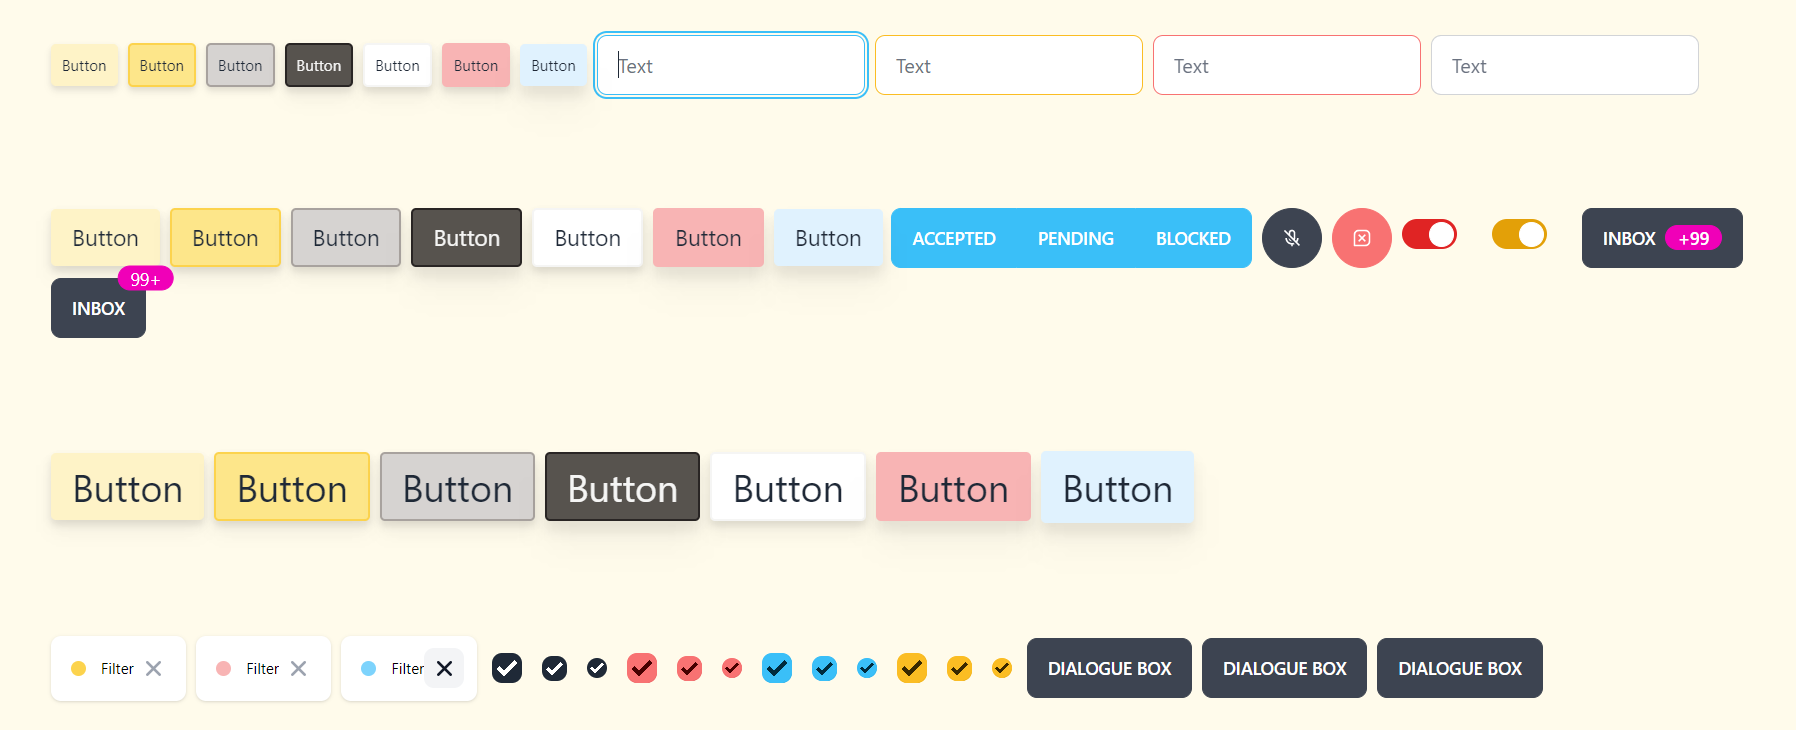 Button Button Button Button Button Button Button Text Text Text Text
Button Button Button Button Button Button Button ACCEPTED PENDING BLOCKED INBOX +99
99+
INBOX
Button Button Button Button Button Button Button
Filter Filter Filter DIALOGUE BOX DIALOGUE BOX DIALOGUE BOX